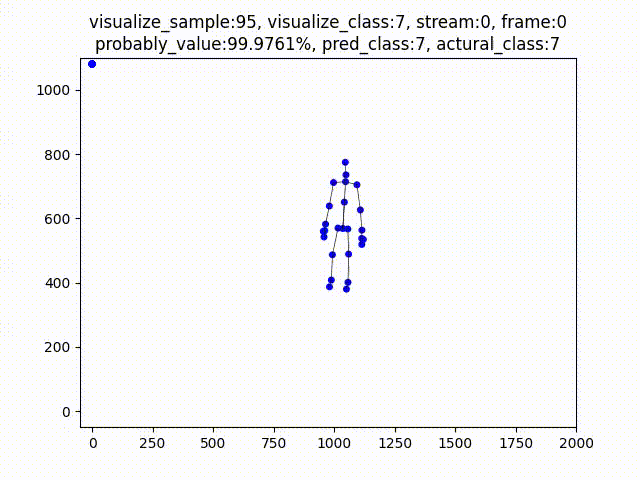 visualize_sample:95, visualize_class:7, stream:0, frame:0
probably_value:99.9761%, pred_class:7, actural_class:7
1000
800
600
400
200
0
0 250 500 750 1000 1250 1500 1750 2000